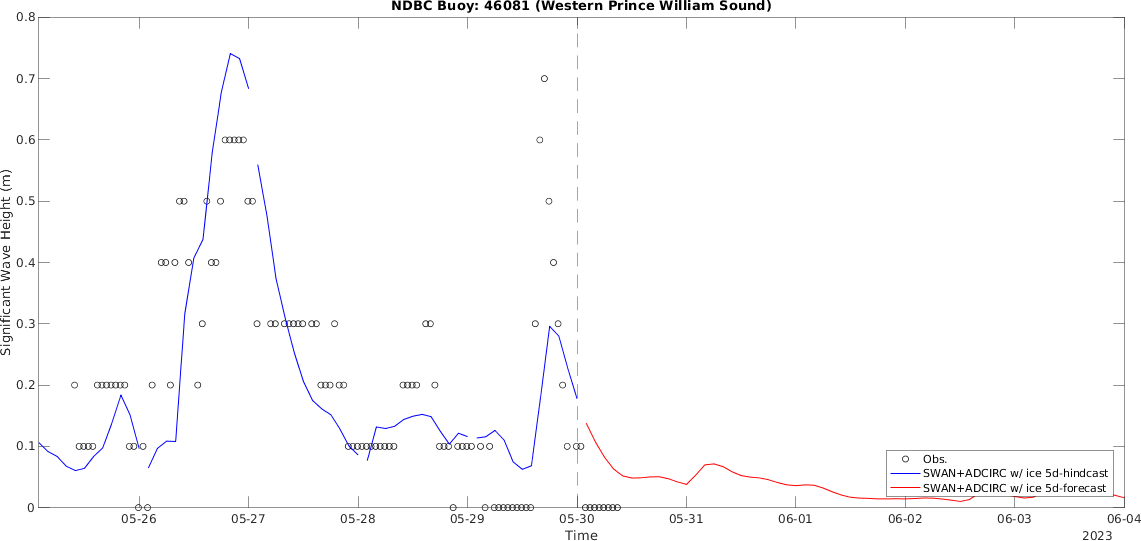 NDBC Buoy: 46081 (Western Prince William Sound)
0.8
0.7
0.6
0.5
0.4
0.3
0.2
0.1
0
Significant Wave Height (m)
Obs.
SWAN+ADCIRC w/ ice 5d-hindcast
SWAN+ADCIRC w/ ice 5d-forecast
05-26 05-27 05-28 05-29 05-30 05-31 06-01 06-02 06-03 06-04
Time
2023